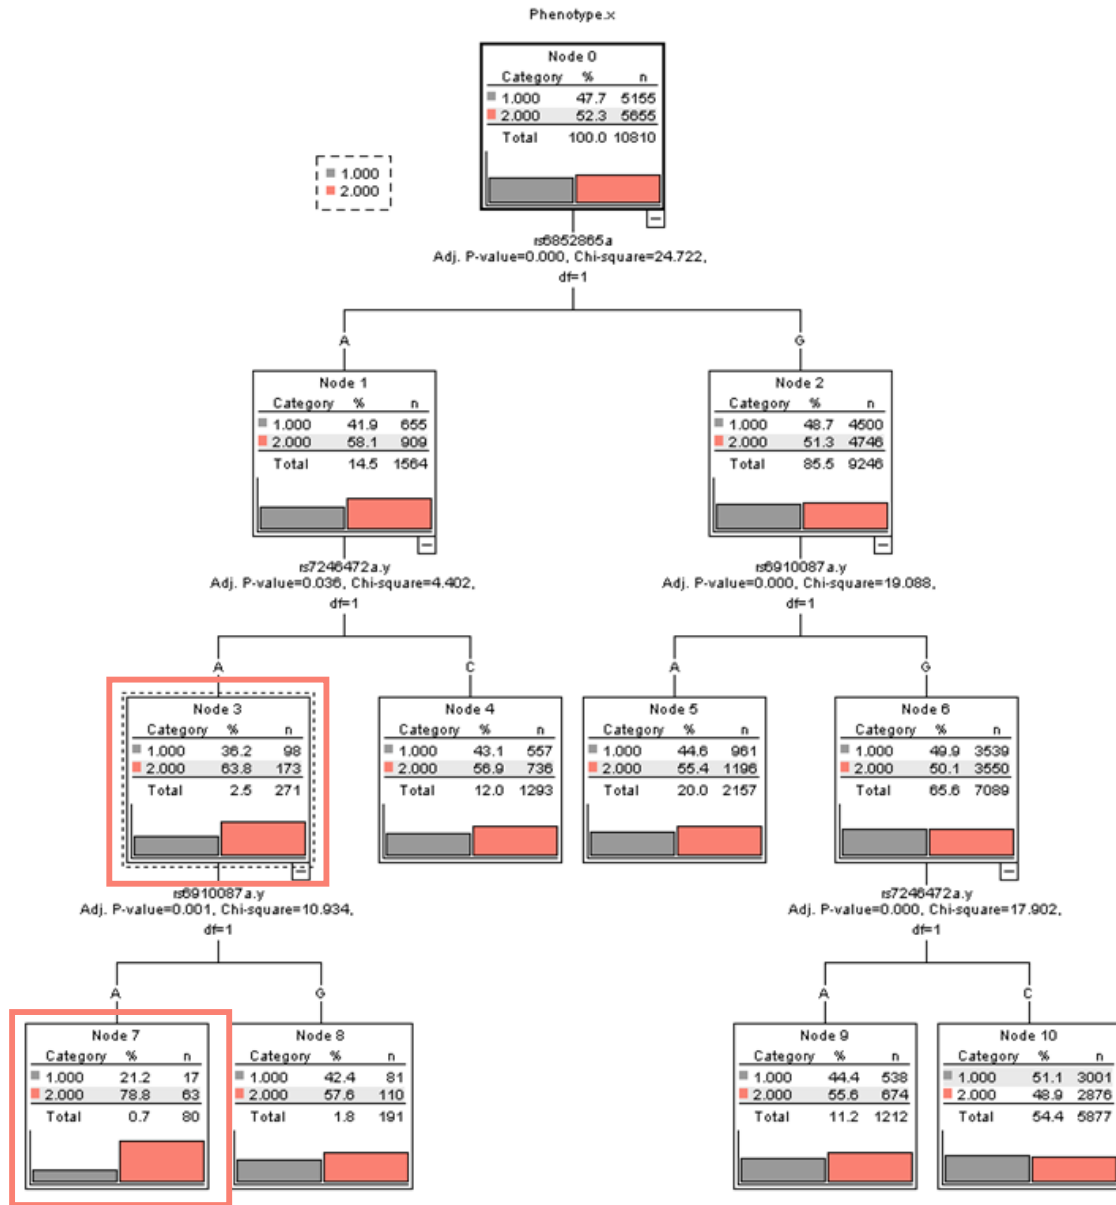 Phenotype.x
Node 0
Category % n
1.000 47.7 5155
2.000 52.3 5655
Total 100.0 10810
1.000
2.000
rs6852865a
Adj. P-value=0.000, Chi-square=24.722,
df=1
A
G
Node 1
Category % n
1.000 41.9 655
2.000 58.1 909
Total 14.5 1564
Node 2
Category % n
1.000 48.7 4500
2.000 51.3 4746
Total 85.5 9246
rs7246472a.y
Adj. P-value=0.036, Chi-square=4.402,
df=1
rs6910087a.y
Adj. P-value=0.000, Chi-square=19.088,
df=1
A
C
A
G
Node 3
Category % n
1.000 36.2 98
2.000 63.8 173
Total 2.5 271
Node 4
Category % n
1.000 43.1 557
2.000 56.9 736
Total 12.0 1293
Node 5
Category % n
1.000 44.6 961
2.000 55.4 1196
Total 20.0 2157
Node 6
Category % n
1.000 49.9 3539
2.000 50.1 3550
Total 65.6 7089
rs6910087a.y
Adj. P-value=0.001, Chi-square=10.934,
df=1
rs7246472a.y
Adj. P-value=0.000, Chi-square=17.902,
df=1
A
G
A
C
Node 7
Category % n
1.000 21.2 17
2.000 78.8 63
Total 0.7 80
Node 8
Category % n
1.000 42.4 81
2.000 57.6 110
Total 1.8 191
Node 9
Category % n
1.000 44.4 538
2.000 55.6 674
Total 11.2 1212
Node 10
Category % n
1.000 51.1 3001
2.000 48.9 2876
Total 54.4 5877